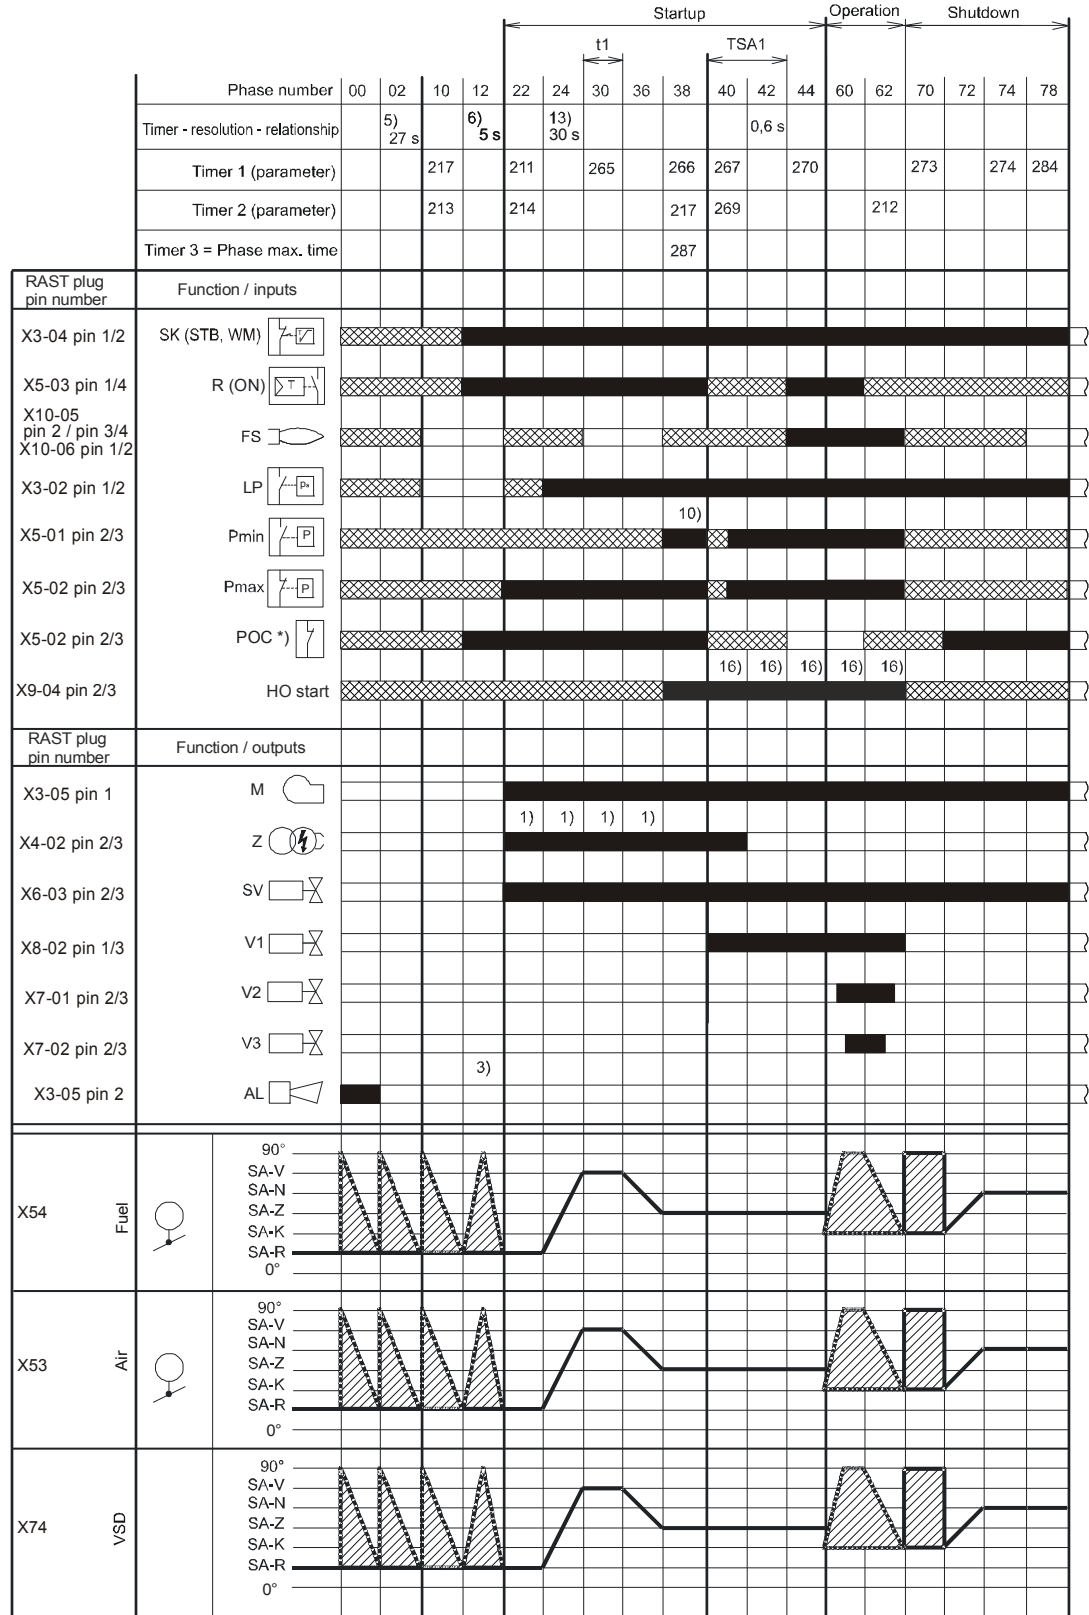 Startup Operation Shutdown
t1 TSA1
Phase number 00 02 10 12 22 24 30 36 38 40 42 44 60 62 70 72 74 78
Timer - resolution - relationship 5) 27 s 6) 5 s 13) 30 s 0,6 s
Timer 1 (parameter) 217 211 265 266 267 270 273 274 284
Timer 2 (parameter) 213 214 217 269 212
Timer 3 = Phase max. time 287
RAST plug
pin number
Function / inputs
X3-04 pin 1/2 SK (STB, WM)
X5-03 pin 1/4 R (ON) T
X10-05
pin 2 / pin 3/4
X10-06 pin 1/2
FS
X3-02 pin 1/2 LP Pa
10)
X5-01 pin 2/3 Pmin P
X5-02 pin 2/3 Pmax P
X5-02 pin 2/3 POC *)
16) 16) 16) 16) 16)
X9-04 pin 2/3 HO start
RAST plug
pin number
Function / outputs
X3-05 pin 1 M
1) 1) 1) 1)
X4-02 pin 2/3 Z
X6-03 pin 2/3 SV
X8-02 pin 1/3 V1
X7-01 pin 2/3 V2
X7-02 pin 2/3 V3
3)
X3-05 pin 2 AL
X54 Fuel
90°
SA-V
SA-N
SA-Z
SA-K
SA-R
0°
X53 Air
90°
SA-V
SA-N
SA-Z
SA-K
SA-R
0°
X74 VSD
90°
SA-V
SA-N
SA-Z
SA-K
SA-R
0°